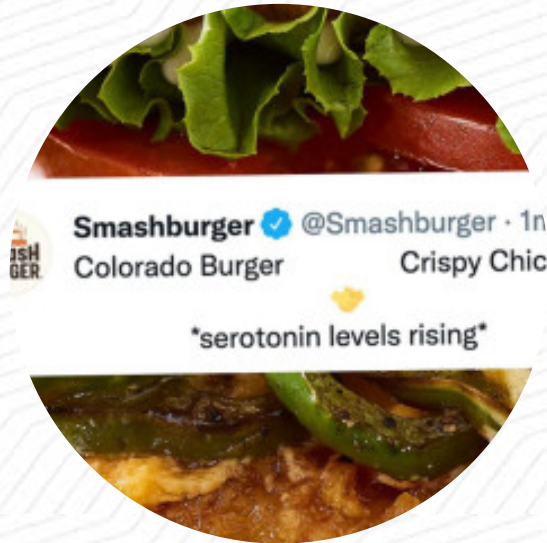 Smashburger @Smashburger · 1
Colorado Burger Crispy Chic
*serotonin levels rising*